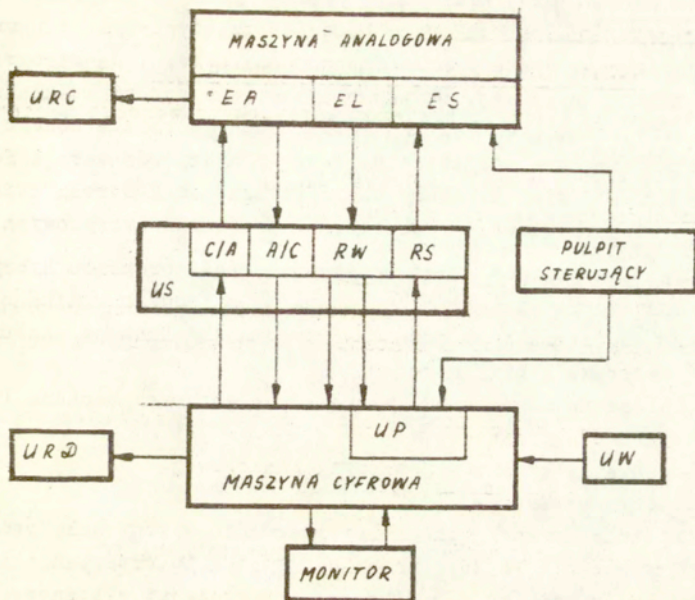 MASZYNA ANALOGOWA
URC
EA EL ES
C/A A/C RW RS
US
PULPIT
STERUJĄCY
UP
URD
UW
MASZYNA CYFROWA
MONITOR